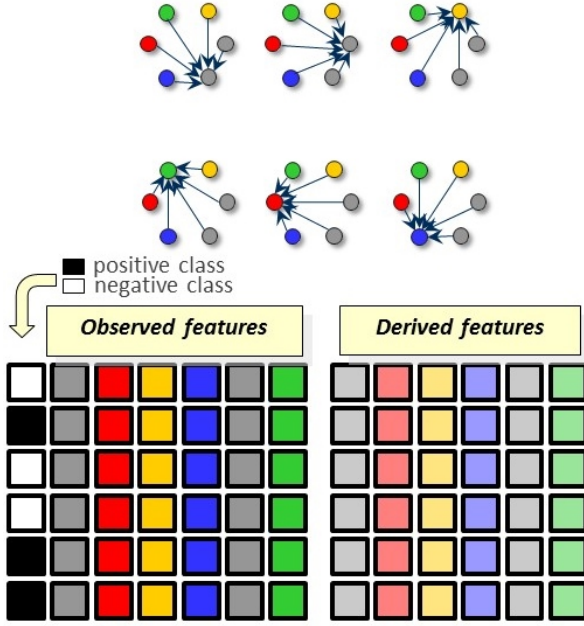 positive class
negative class
Observed features
Derived features